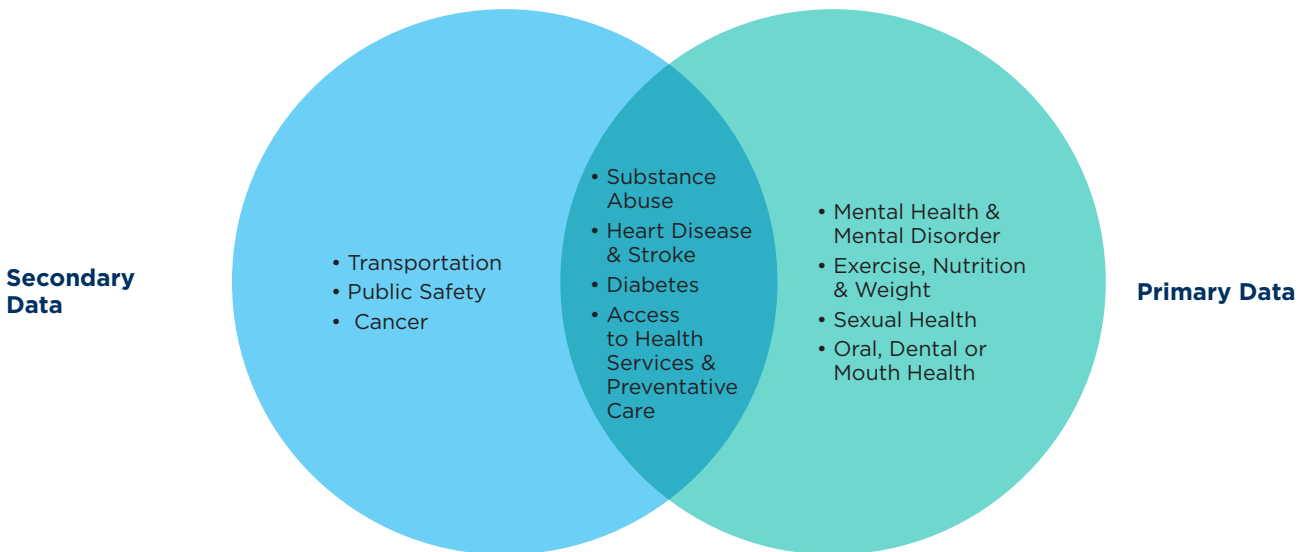 Secondary
Data
• Transportation
• Public Safety
• Cancer
• Substance
Abuse
• Heart Disease
& Stroke
• Diabetes
• Access
to Health
Services &
Preventative
Care
• Mental Health &
Mental Disorder
• Exercise, Nutrition
& Weight
• Sexual Health
• Oral, Dental or
Mouth Health
Primary Data